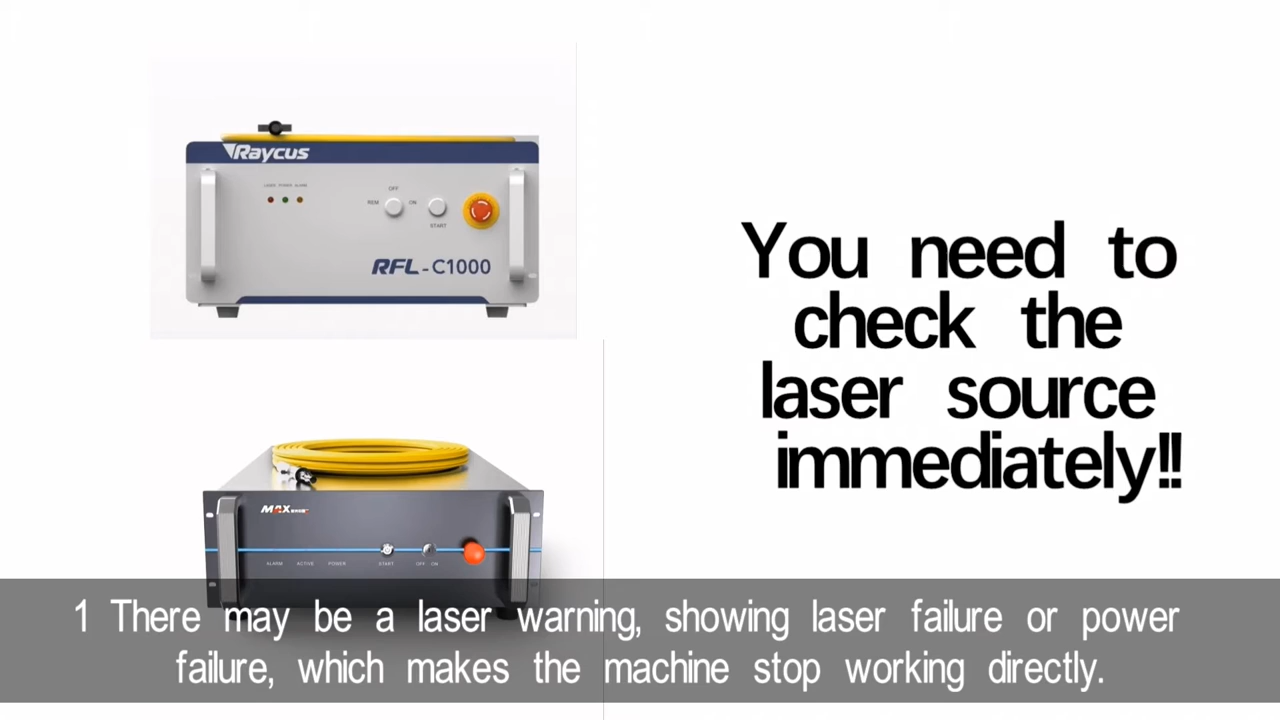 Raycus
LASER POWER ALARM
OFF
REM ON
START
RFL-C1000
You need to
check the
laser source
immediately!!
MAX
ALARM ACTIVE POWER START OFF ON
1 There may be a laser warning, showing laser failure or power
failure, which makes the machine stop working directly.